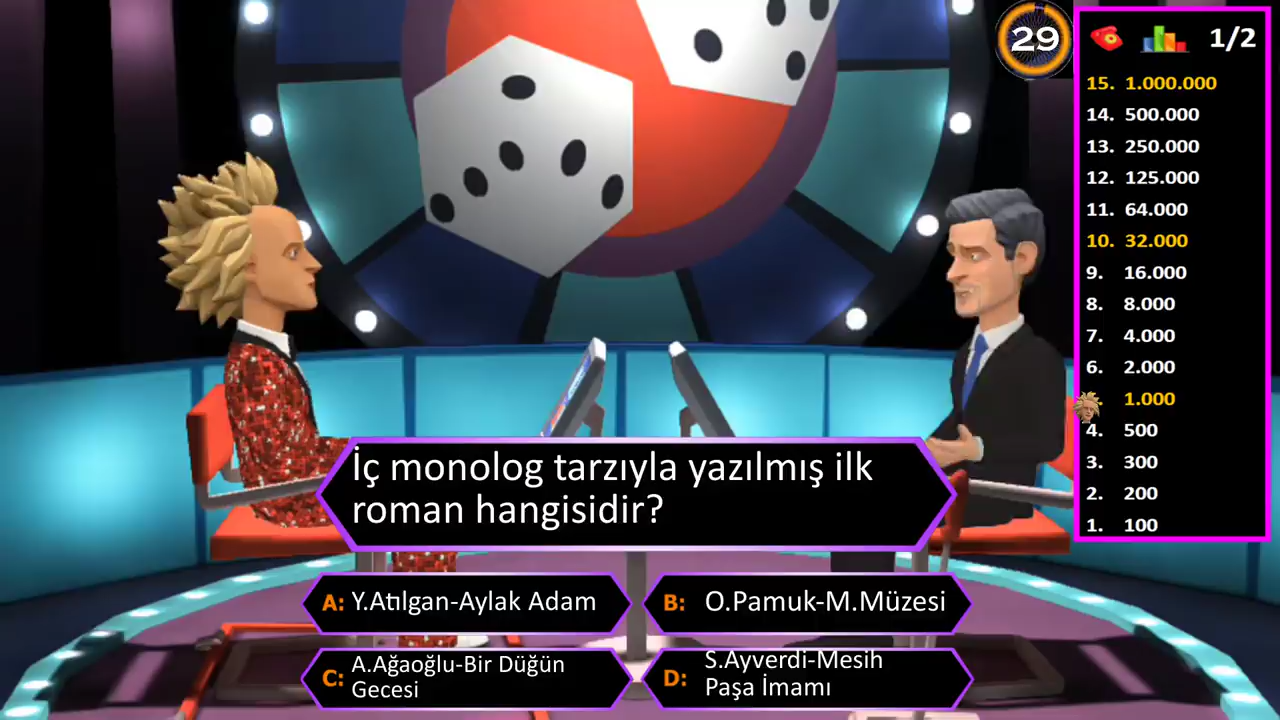 29
1/2
15. 1.000.000
14. 500.000
13. 250.000
12. 125.000
11. 64.000
10. 32.000
9. 16.000
8. 8.000
7. 4.000
6. 2.000
1.000
4. 500
3. 300
2. 200
1. 100
İç monolog tarzıyla yazılmış ilk
roman hangisidir?
A: Y.Atılgan-Aylak Adam
B: O.Pamuk-M.Müzesi
C: A.Ağaoğlu-Bir Düğün
Gecesi
D: S.Ayverdi-Mesih
Paşa İmamı